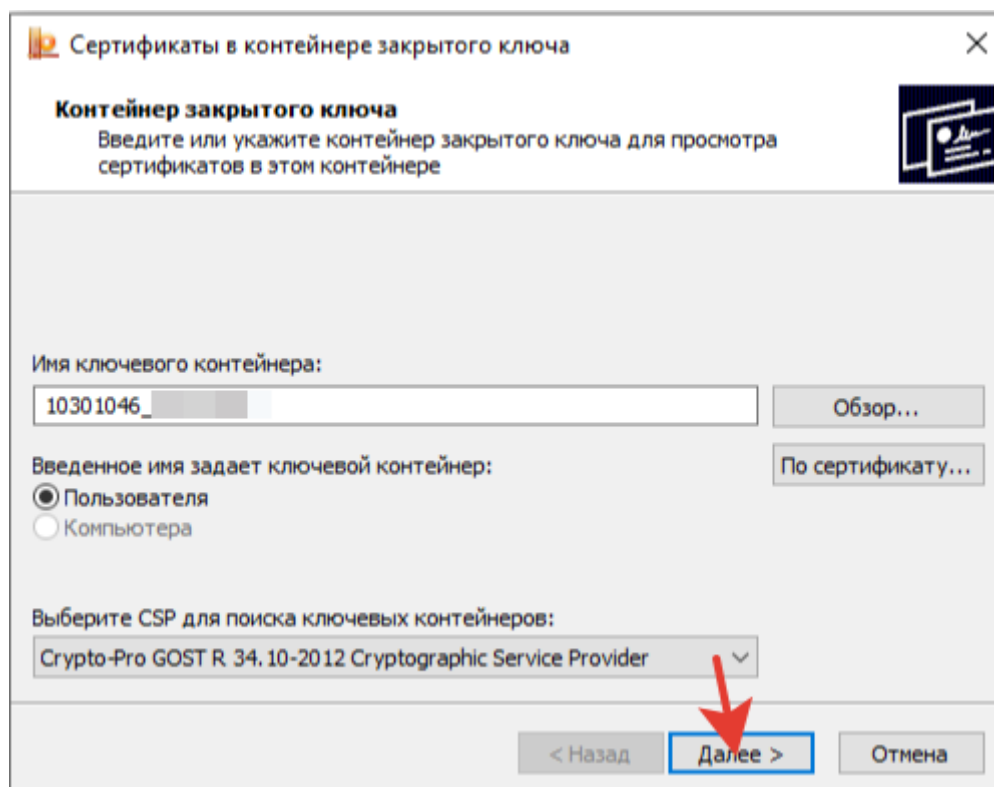 Сертификаты в контейнере закрытого ключа
Контейнер закрытого ключа
Введите или укажите контейнер закрытого ключа для просмотра
сертификатов в этом контейнере
Имя ключевого контейнера:
10301046_
Обзор...
Введенное имя задает ключевой контейнер:
По сертификату...
Пользователя
Компьютера
Выберите CSP для поиска ключевых контейнеров:
Crypto-Pro GOST R 34.10-2012 Cryptographic Service Provider
< Назад
Далее >
Отмена